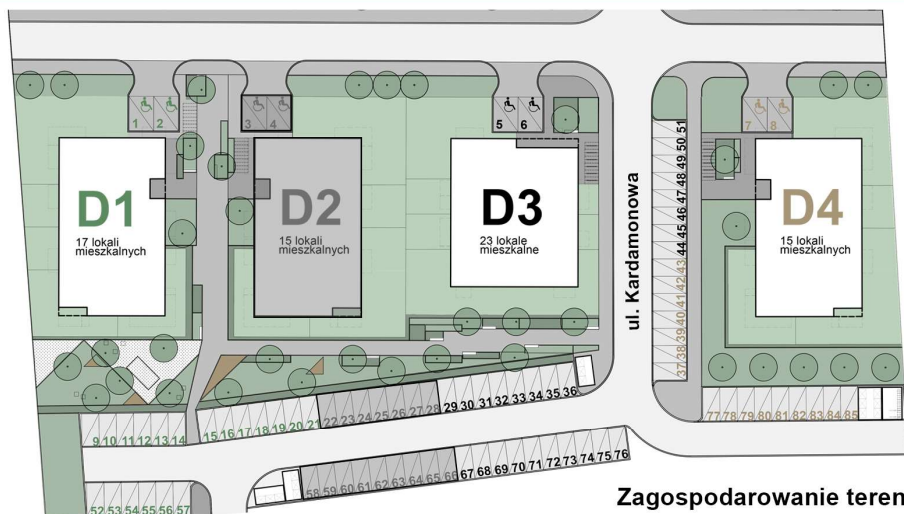 1 2
3 4
5 6
7 8
D1
17 lokali
mieszkalnych
D2
15 lokali
mieszkalnych
D3
23 lokale
mieszkalne
ul. Kardamonowa
51
50
49
48
47
46
45
44
43
42
41
40
39
38
37
D4
15 lokali
mieszkalnych
9 10 11 12 13 14
15 16 17 18 19 20 21 22 23 24 25 26 27 28 29 30 31 32 33 34 35 36
77 78 79 80 81 82 83 84 85
52 53 54 55 56 57
58 59 60 61 62 63 64 65 66 67 68 69 70 71 72 73 74 75 76
Zagospodarowanie teren